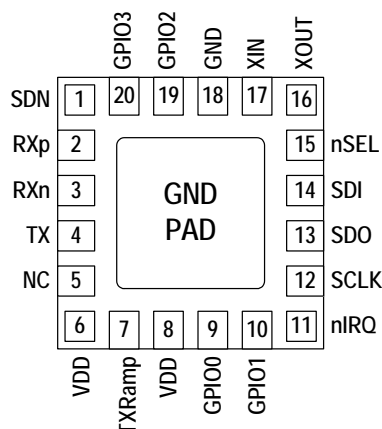 GPIO3
GPIO2
GND
XIN
XOUT
SDN 1 20 19 18 17 16
RXp 2 15 nSEL
RXn 3 GND 14 SDI
TX 4 PAD 13 SDO
NC 5 12 SCLK
6 7 8 9 10 11 nIRQ
VDD
TXRamp
VDD
GPIO0
GPIO1